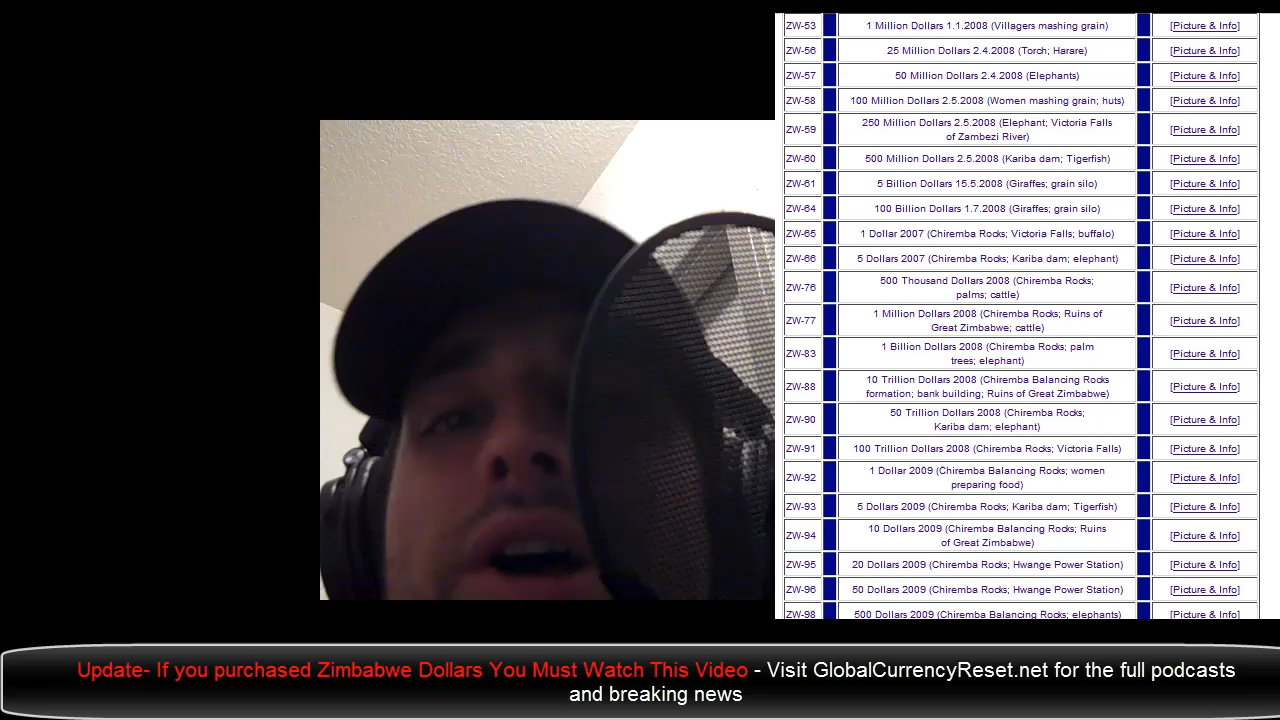 ZW-53 1 Million Dollars 1.1.2008 (Villagers mashing grain) [Picture & Info]
ZW-56 25 Million Dollars 2.4.2008 (Torch; Harare) [Picture & Info]
ZW-57 50 Million Dollars 2.4.2008 (Elephants) [Picture & Info]
ZW-58 100 Million Dollars 2.5.2008 (Women mashing grain; huts) [Picture & Info]
ZW-59 250 Million Dollars 2.5.2008 (Elephant; Victoria Falls [Picture & Info]
of Zambezi River)
ZW-60 500 Million Dollars 2.5.2008 (Kariba dam; Tigerfish) [Picture & Info]
ZW-61 5 Billion Dollars 15.5.2008 (Giraffes; grain silo) [Picture & Info]
ZW-64 100 Billion Dollars 1.7.2008 (Giraffes; grain silo) [Picture & Info]
ZW-65 1 Dollar 2007 (Chiremba Rocks; Victoria Falls; buffalo) [Picture & Info]
ZW-66 5 Dollars 2007 (Chiremba Rocks; Kariba dam; elephant) [Picture & Info]
ZW-76 500 Thousand Dollars 2008 (Chiremba Rocks; [Picture & Info]
palms; cattle)
ZW-77 1 Million Dollars 2008 (Chiremba Rocks; Ruins of [Picture & Info]
Great Zimbabwe; cattle)
ZW-83 1 Billion Dollars 2008 (Chiremba Rocks; palm [Picture & Info]
trees; elephant)
ZW-88 10 Trillion Dollars 2008 (Chiremba Balancing Rocks [Picture & Info]
formation; bank building; Ruins of Great Zimbabwe)
ZW-90 50 Trillion Dollars 2008 (Chiremba Rocks; [Picture & Info]
Kariba dam; elephant)
ZW-91 100 Trillion Dollars 2008 (Chiremba Rocks; Victoria Falls) [Picture & Info]
ZW-92 1 Dollar 2009 (Chiremba Balancing Rocks; women [Picture & Info]
preparing food)
ZW-93 5 Dollars 2009 (Chiremba Rocks; Kariba dam; Tigerfish) [Picture & Info]
ZW-94 10 Dollars 2009 (Chiremba Balancing Rocks; Ruins [Picture & Info]
of Great Zimbabwe)
ZW-95 20 Dollars 2009 (Chiremba Rocks; Hwange Power Station) [Picture & Info]
ZW-96 50 Dollars 2009 (Chiremba Rocks; Hwange Power Station) [Picture & Info]
ZW-98 500 Dollars 2009 (Chiremba Balancing Rocks; elephants) [Picture & Info]
Update- If you purchased Zimbabwe Dollars You Must Watch This Video - Visit GlobalCurrencyReset.net for the full podcasts
and breaking news